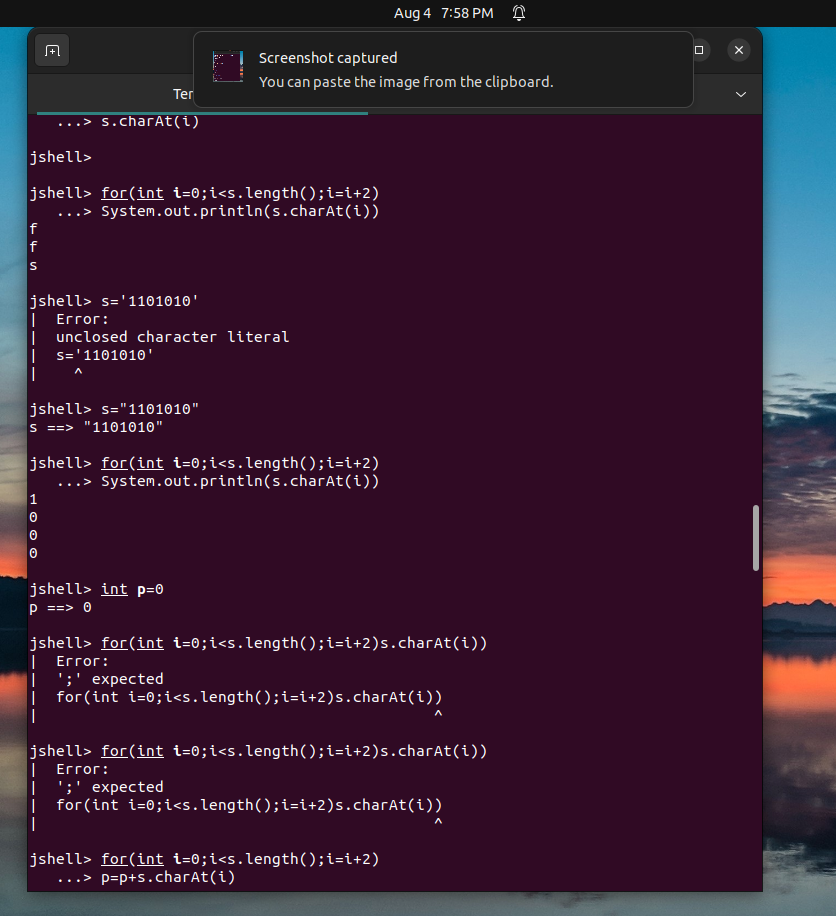 Aug 4 7:58 PM
Screenshot captured
You can paste the image from the clipboard.
Ter
...> s.charAt(i)
jshell>
jshell> for(int i=0;i<s.length();i=i+2)
...> System.out.println(s.charAt(i))
f
f
s
jshell> s='1101010'
| Error:
| unclosed character literal
| s='1101010'
| ^
jshell> s="1101010"
s ==> "1101010"
jshell> for(int i=0;i<s.length();i=i+2)
...> System.out.println(s.charAt(i))
1
0
0
0
jshell> int p=0
p ==> 0
jshell> for(int i=0;i<s.length();i=i+2)s.charAt(i))
| Error:
| ';' expected
| for(int i=0;i<s.length();i=i+2)s.charAt(i))
| ^
jshell> for(int i=0;i<s.length();i=i+2)s.charAt(i))
| Error:
| ';' expected
| for(int i=0;i<s.length();i=i+2)s.charAt(i))
| ^
jshell> for(int i=0;i<s.length();i=i+2)
...> p=p+s.charAt(i)